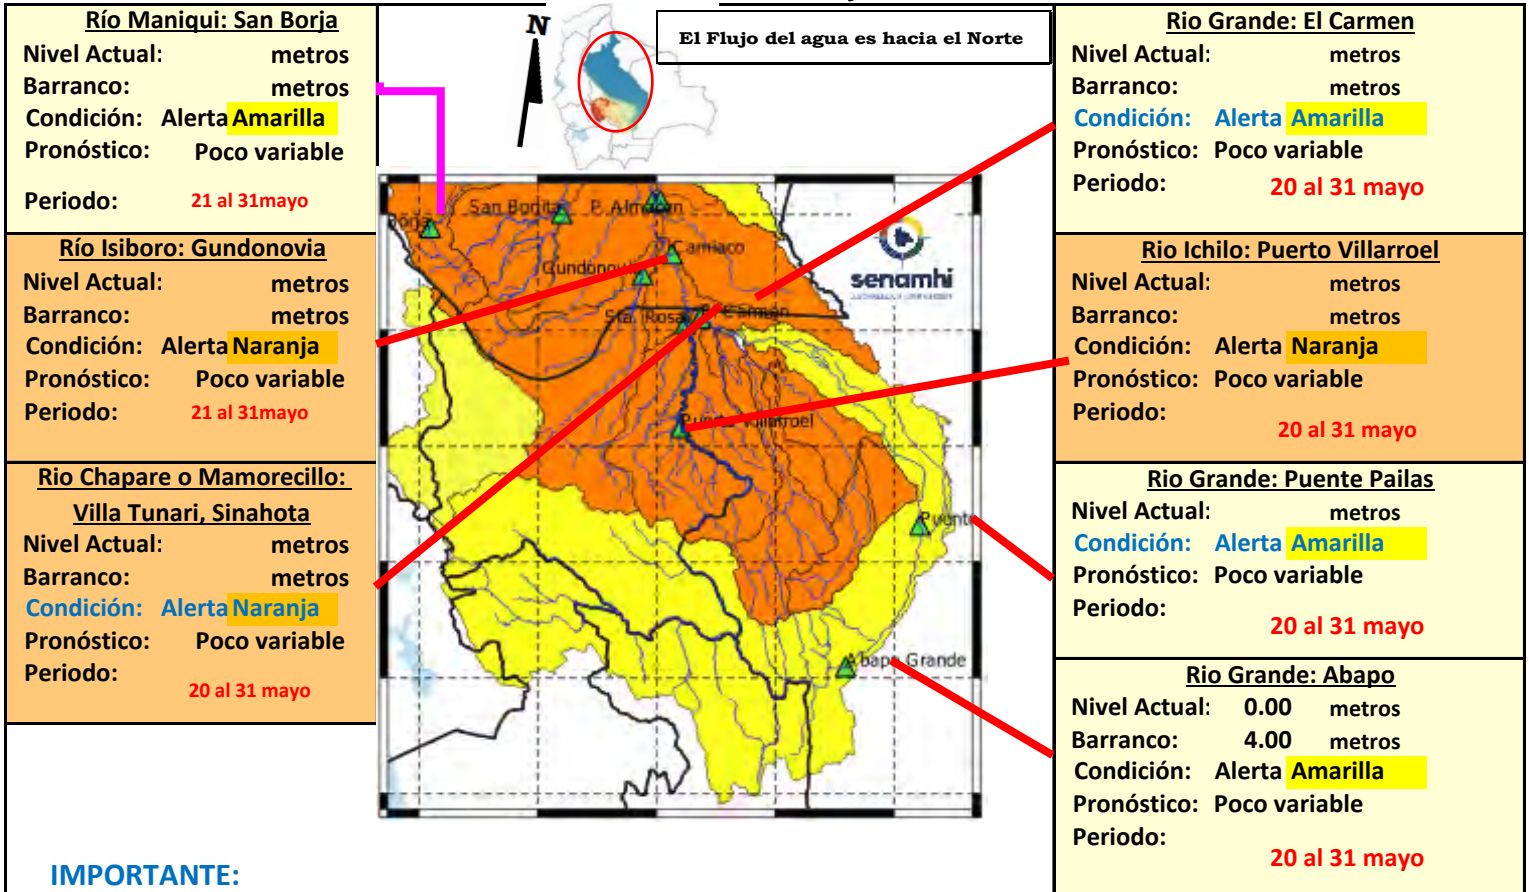 Río Maniqui: San Borja
Nivel Actual: metros
Barranco: metros
Condición: Alerta Amarilla
Pronóstico: Poco variable
Periodo: 21 al 31mayo
Río Isiboro: Gundonovia
Nivel Actual: metros
Barranco: metros
Condición: Alerta Naranja
Pronóstico: Poco variable
Periodo: 21 al 31mayo
Rio Chapare o Mamorecillo:
Villa Tunari, Sinahota
Nivel Actual: metros
Barranco: metros
Condición: Alerta Naranja
Pronóstico: Poco variable
Periodo: 20 al 31 mayo
IMPORTANTE:
N
El Flujo del agua es hacia el Norte
San Borjita
P. Almacen
Camiaco
senamhi
Sta. Rosa
El Carmen
Puerto Villarroel
Puente
Abapo Grande
Rio Grande: El Carmen
Nivel Actual: metros
Barranco: metros
Condición: Alerta Amarilla
Pronóstico: Poco variable
Periodo: 20 al 31 mayo
Rio Ichilo: Puerto Villarroel
Nivel Actual: metros
Barranco: metros
Condición: Alerta Naranja
Pronóstico: Poco variable
Periodo:
20 al 31 mayo
Rio Grande: Puente Pailas
Nivel Actual: metros
Condición: Alerta Amarilla
Pronóstico: Poco variable
Periodo:
20 al 31 mayo
Rio Grande: Abapo
Nivel Actual: 0.00 metros
Barranco: 4.00 metros
Condición: Alerta Amarilla
Pronóstico: Poco variable
Periodo:
20 al 31 mayo